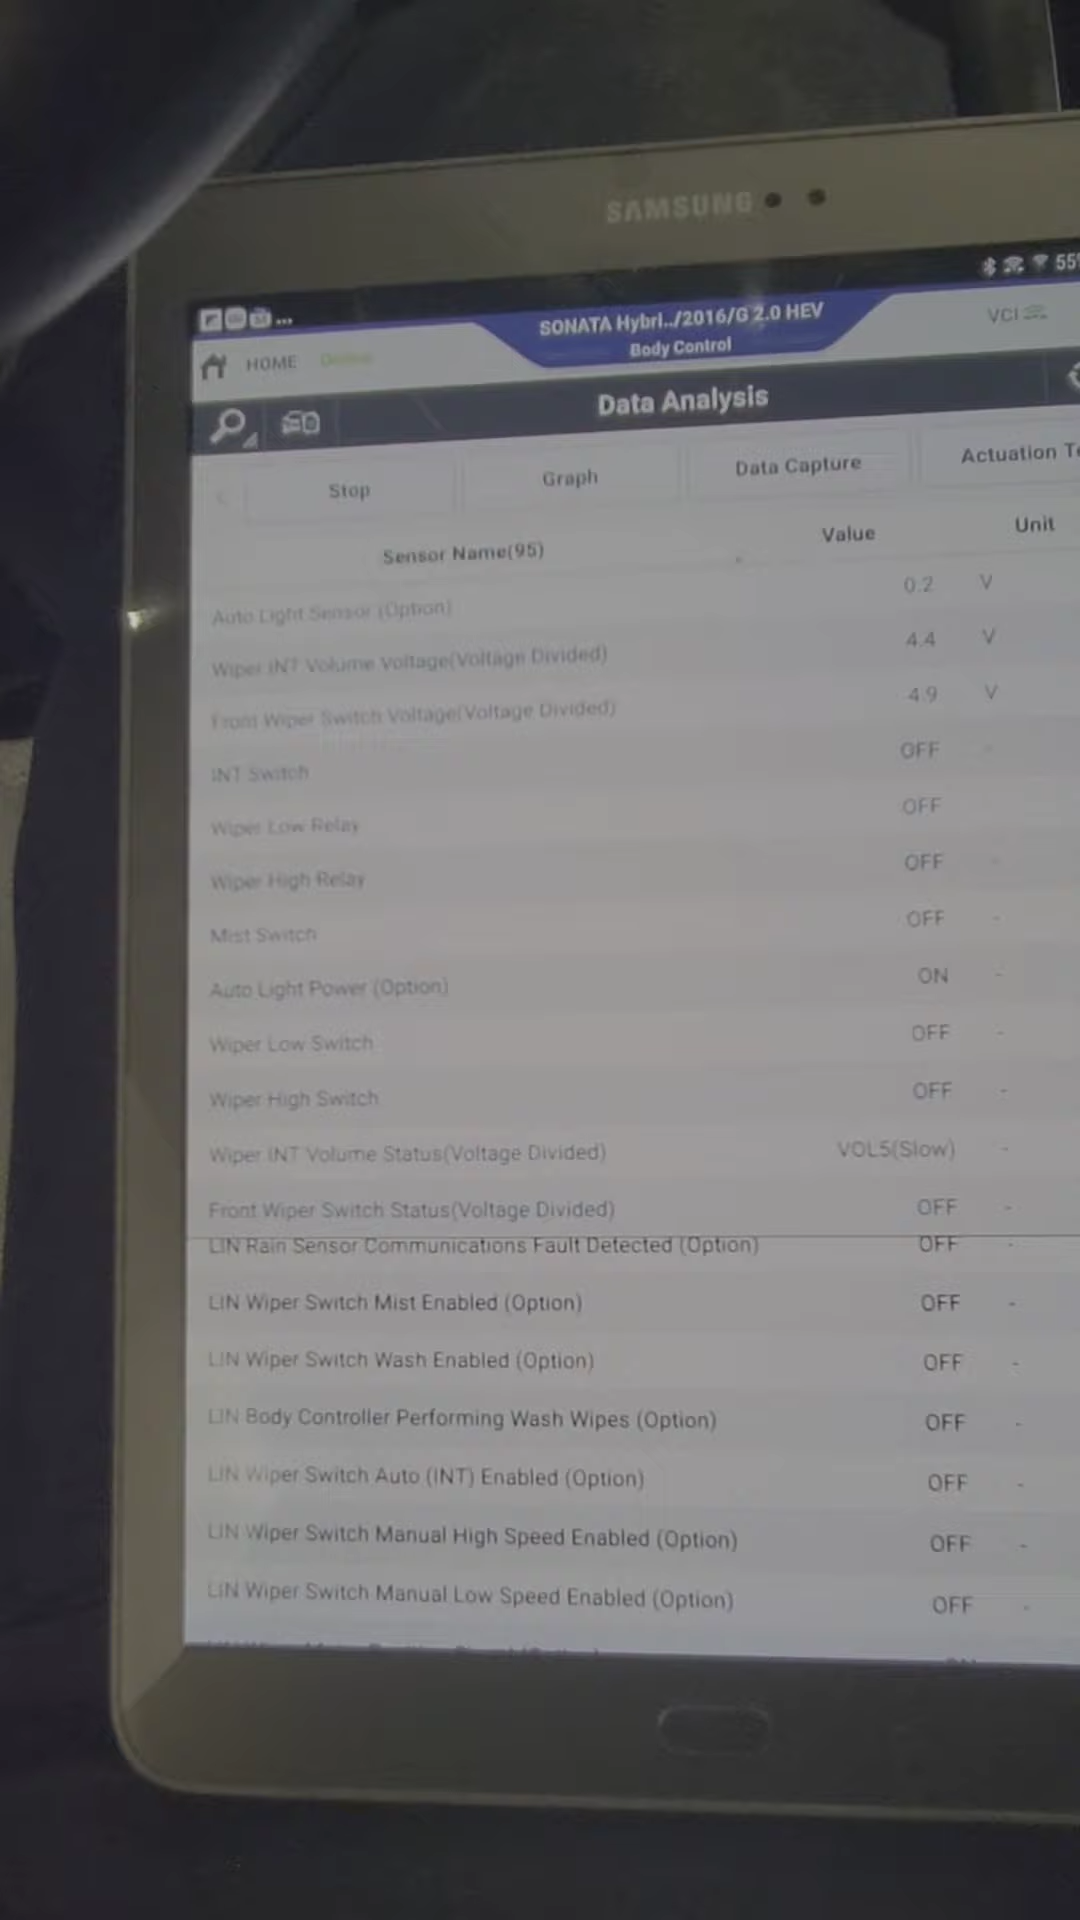 SAMSUNG
55%
SONATA Hybri../2016/G 2.0 HEV
VCI
HOME
Body Control
Data Analysis
Stop Graph Data Capture Actuation Te
Sensor Name(95) Value Unit
Auto Light Sensor (Option) 0.2 V
Wiper INT Volume Voltage(Voltage Divided) 4.4 V
Front Wiper Switch Voltage(Voltage Divided) 4.9 V
INT Switch OFF -
Wiper Low Relay OFF
Wiper High Relay OFF -
Mist Switch OFF -
Auto Light Power (Option) ON -
Wiper Low Switch OFF -
Wiper High Switch OFF -
Wiper INT Volume Status(Voltage Divided) VOL5(Slow) -
Front Wiper Switch Status(Voltage Divided) OFF -
LIN Rain Sensor Communications Fault Detected (Option) OFF -
LIN Wiper Switch Mist Enabled (Option) OFF -
LIN Wiper Switch Wash Enabled (Option) OFF -
LIN Body Controller Performing Wash Wipes (Option) OFF -
LIN Wiper Switch Auto (INT) Enabled (Option) OFF -
LIN Wiper Switch Manual High Speed Enabled (Option) OFF -
LIN Wiper Switch Manual Low Speed Enabled (Option) OFF -